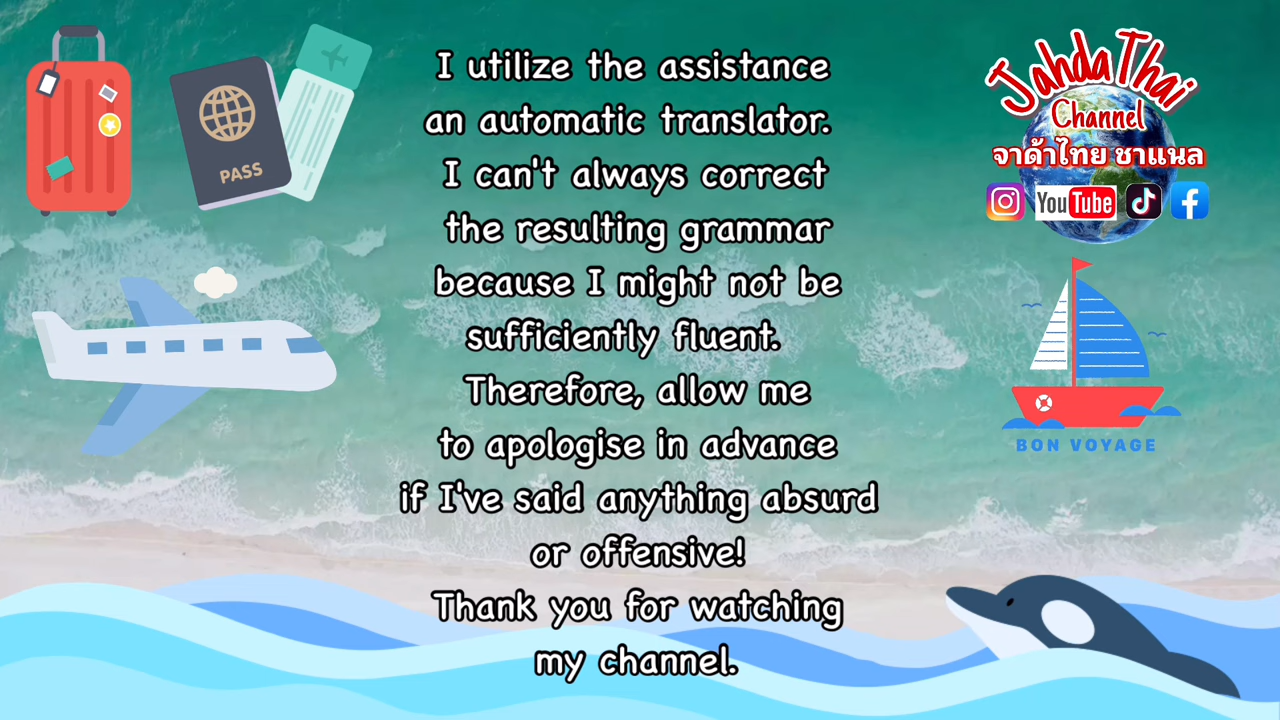 I utilize the assistance
an automatic translator.
I can't always correct
the resulting grammar
because I might not be
sufficiently fluent.
Therefore, allow me
to apologise in advance
if I've said anything absurd
or offensive!
Thank you for watching
my channel.
PASS
JahdaThai
Channel
จาด้าไทย ชาแนล
YouTube
BON VOYAGE